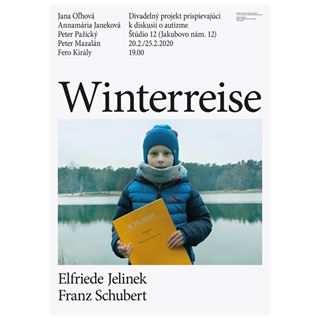 Jana Oľhová
Annamária Janeková
Peter Pažický
Peter Mazalán
Fero Király
Divadelný projekt prispievajúci
k diskusii o autizme
Štúdio 12 (Jakubovo nám. 12)
20.2./25.2.2020
19.00
Winterreise
SCHUBERT
Elfriede Jelinek
Franz Schubert